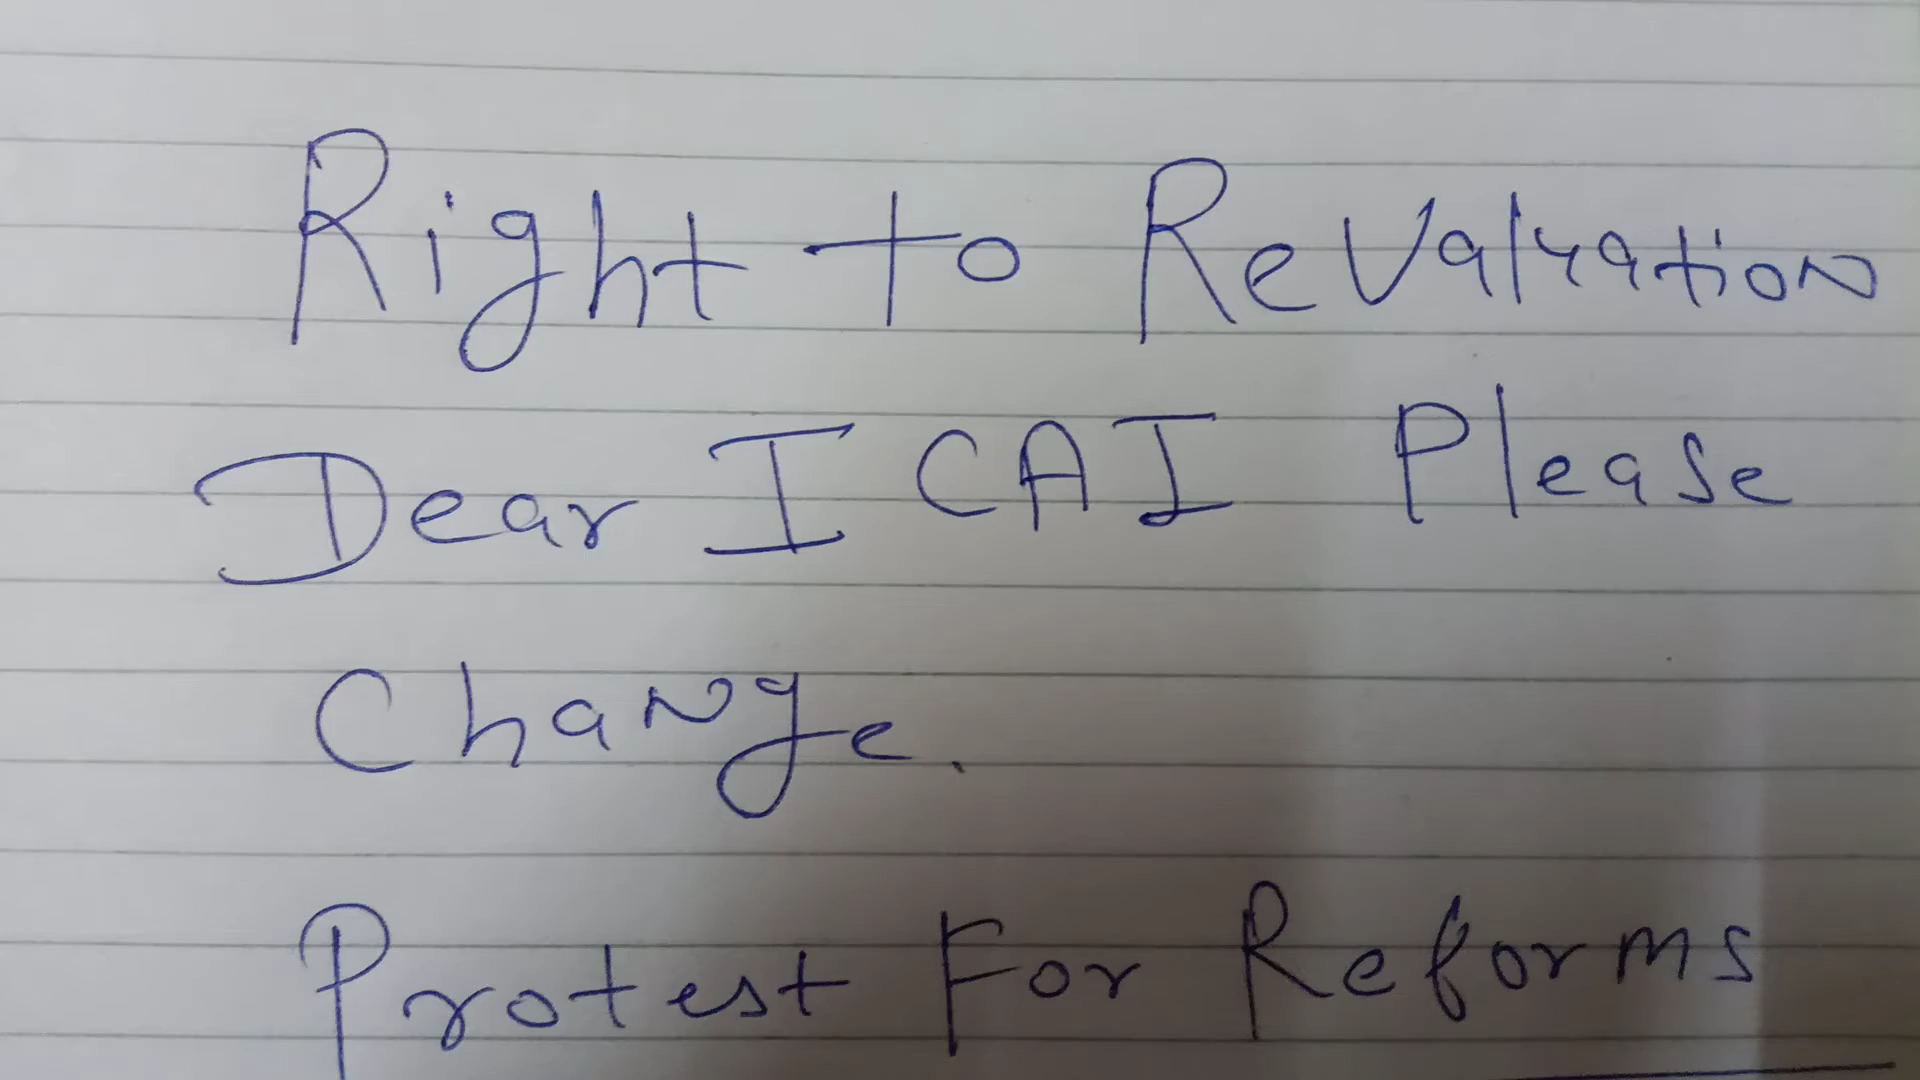 Right to ReValuation
Dear ICAI Please
Change.
Protest For Reforms